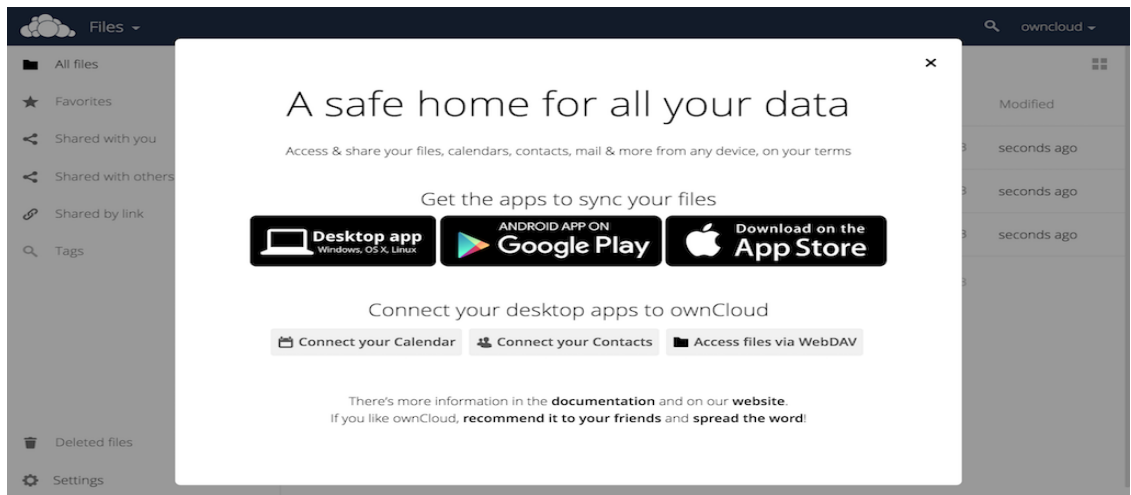 Files
owncloud
All files
Favorites
Shared with you
Shared with others
Shared by link
Tags
Deleted files
Settings
A safe home for all your data
Access & share your files, calendars, contacts, mail & more from any device, on your terms
Get the apps to sync your files
Desktop app
Windows, OS X, Linux
ANDROID APP ON
Google Play
Download on the
App Store
Connect your desktop apps to ownCloud
Connect your Calendar
Connect your Contacts
Access files via WebDAV
There's more information in the documentation and on our website.
If you like ownCloud, recommend it to your friends and spread the word!
Modified
seconds ago
seconds ago
seconds ago